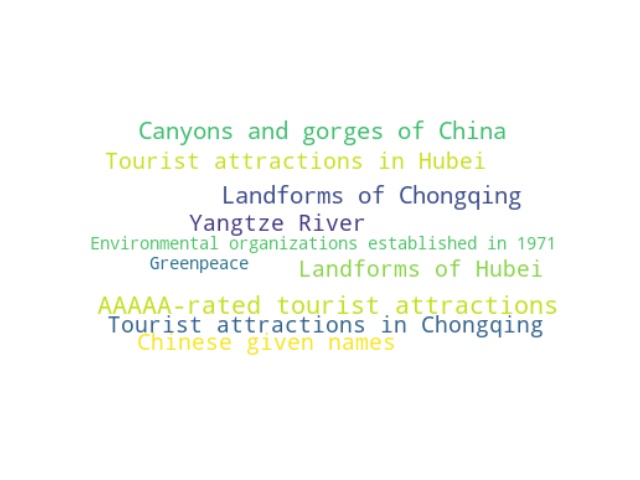 Canyons and gorges of China
Tourist attractions in Hubei
Landforms of Chongqing
Yangtze River
Environmental organizations established in 1971
Greenpeace
Landforms of Hubei
AAAAA-rated tourist attractions
Tourist attractions in Chongqing
Chinese given names